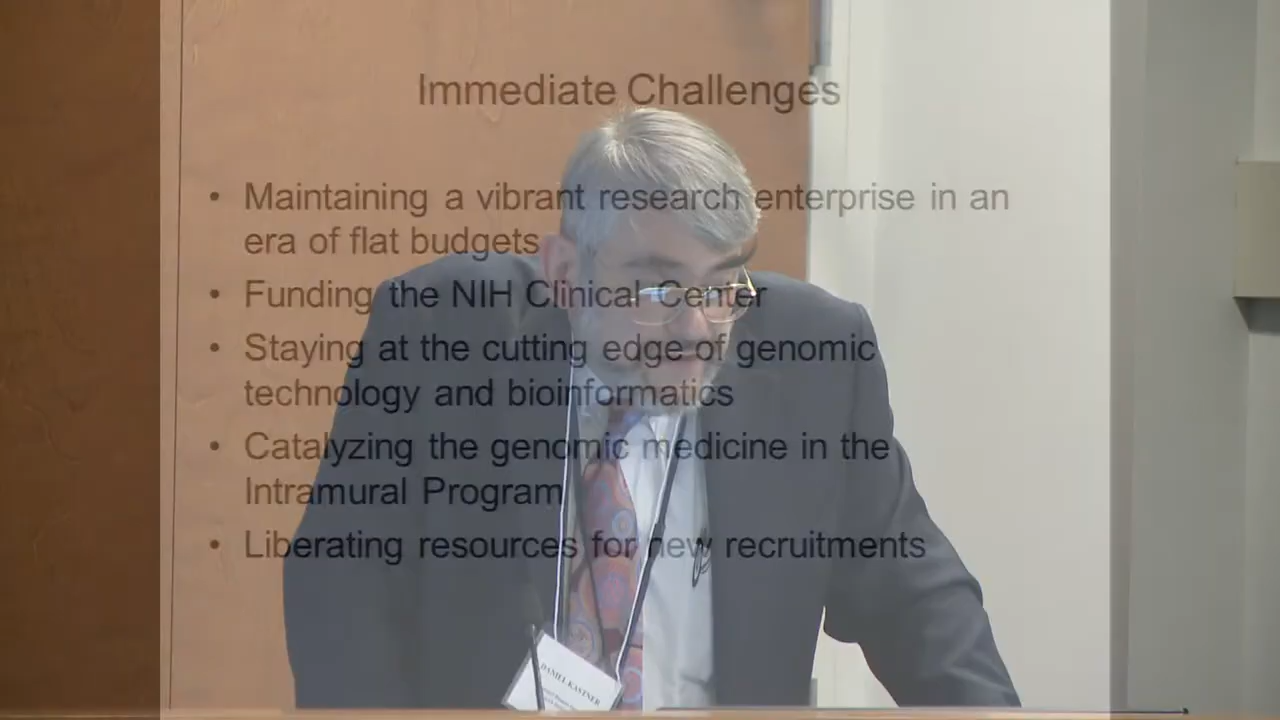 Immediate Challenges
• Maintaining a vibrant research enterprise in an
era of flat budgets
• Funding the NIH Clinical Center
• Staying at the cutting edge of genomic
technology and bioinformatics
• Catalyzing the genomic medicine in the
Intramural Program
• Liberating resources for new recruitments
DANIEL KASTNER